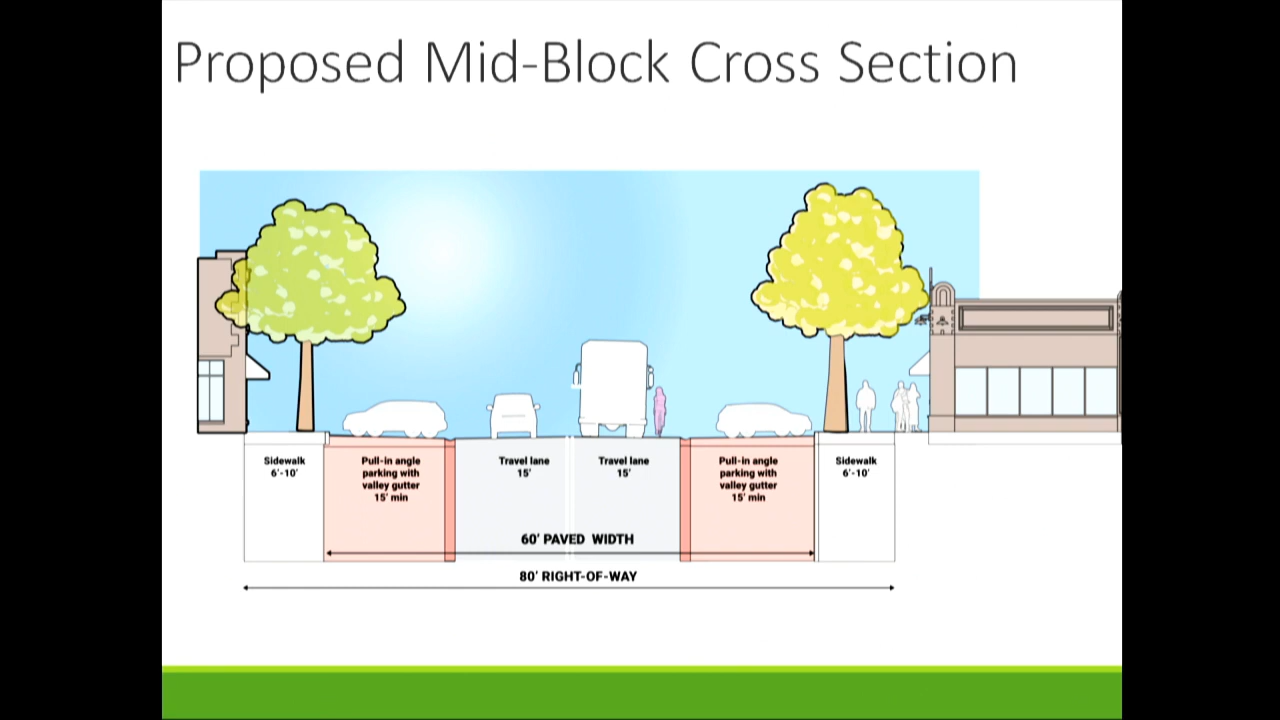 Proposed Mid-Block Cross Section
Sidewalk
6'-10'
Pull-in angle
parking with
valley gutter
15' min
Travel lane
15'
Travel lane
15'
Pull-in angle
parking with
valley gutter
15' min
Sidewalk
6'-10'
60' PAVED WIDTH
80' RIGHT-OF-WAY